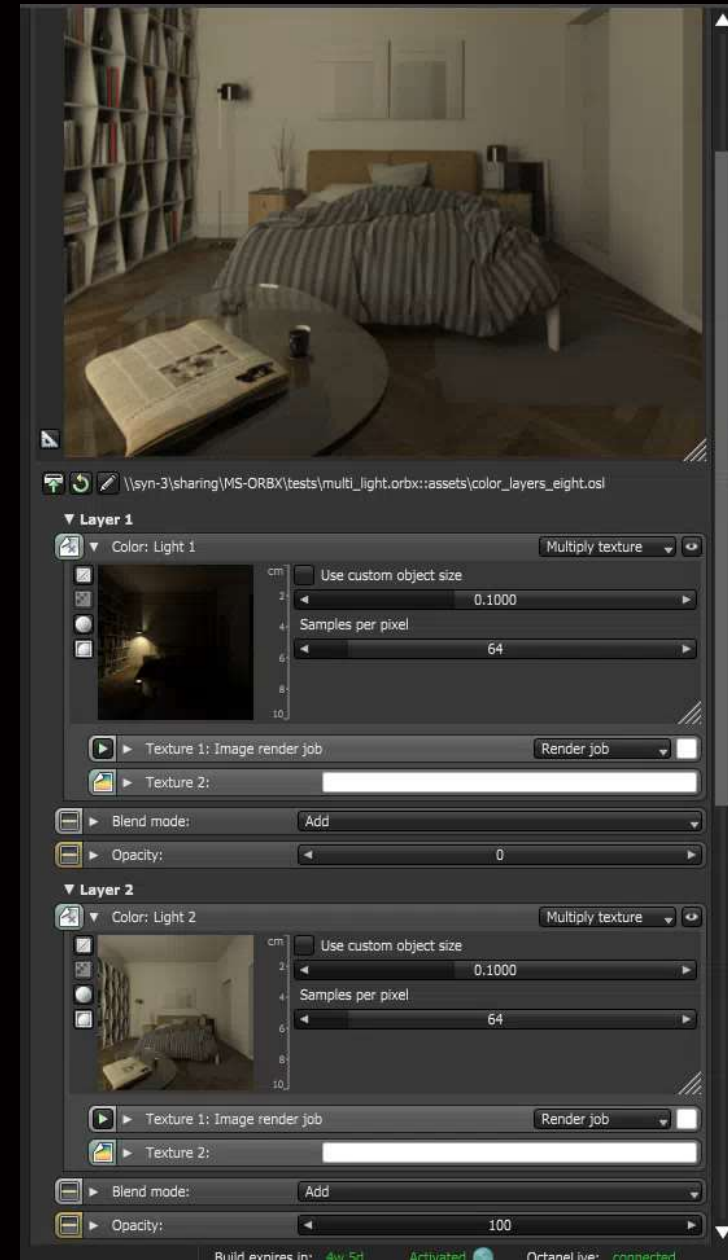 \\syn-3\sharing\MS-ORBX\tests\multi_light.orbx::assets\color_layers_eight.osl
Layer 1
Color: Light 1 Multiply texture
cm Use custom object size
2 0.1000
4 Samples per pixel
6 64
8
10
Texture 1: Image render job Render job
Texture 2:
Blend mode: Add
Opacity: 0
Layer 2
Color: Light 2 Multiply texture
cm Use custom object size
2 0.1000
4 Samples per pixel
6 64
8
10
Texture 1: Image render job Render job
Texture 2:
Blend mode: Add
Opacity: 100
Build expires in: 4w 5d Activated OctaneLive: connected